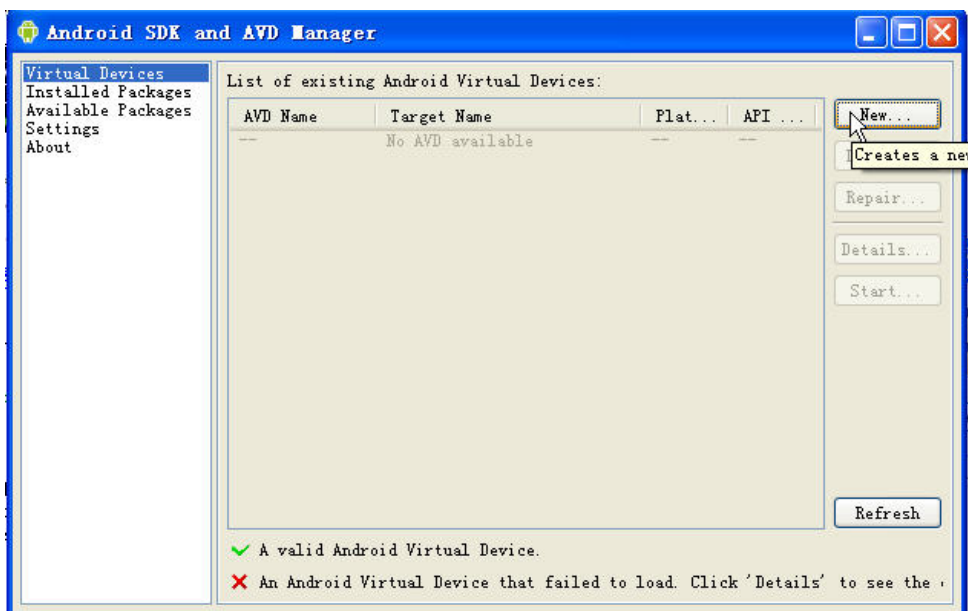 Android SDK and AVD Manager
Virtual Devices
Installed Packages
Available Packages
Settings
About
List of existing Android Virtual Devices:
AVD Name Target Name Plat... API ...
-- No AVD available -- --
New...
Creates a
Repair...
Details...
Start...
Refresh
A valid Android Virtual Device.
An Android Virtual Device that failed to load. Click 'Details' to see the